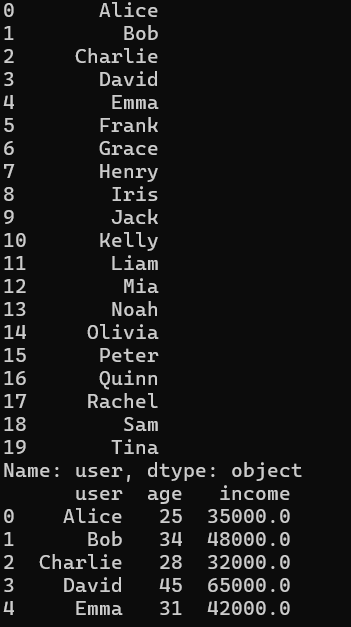 0       Alice
1         Bob
2     Charlie
3       David
4        Emma
5       Frank
6       Grace
7       Henry
8        Iris
9        Jack
10      Kelly
11       Liam
12        Mia
13       Noah
14     Olivia
15      Peter
16      Quinn
17     Rachel
18        Sam
19       Tina
Name: user, dtype: object
      user  age   income
0    Alice   25  35000.0
1      Bob   34  48000.0
2  Charlie   28  32000.0
3    David   45  65000.0
4     Emma   31  42000.0